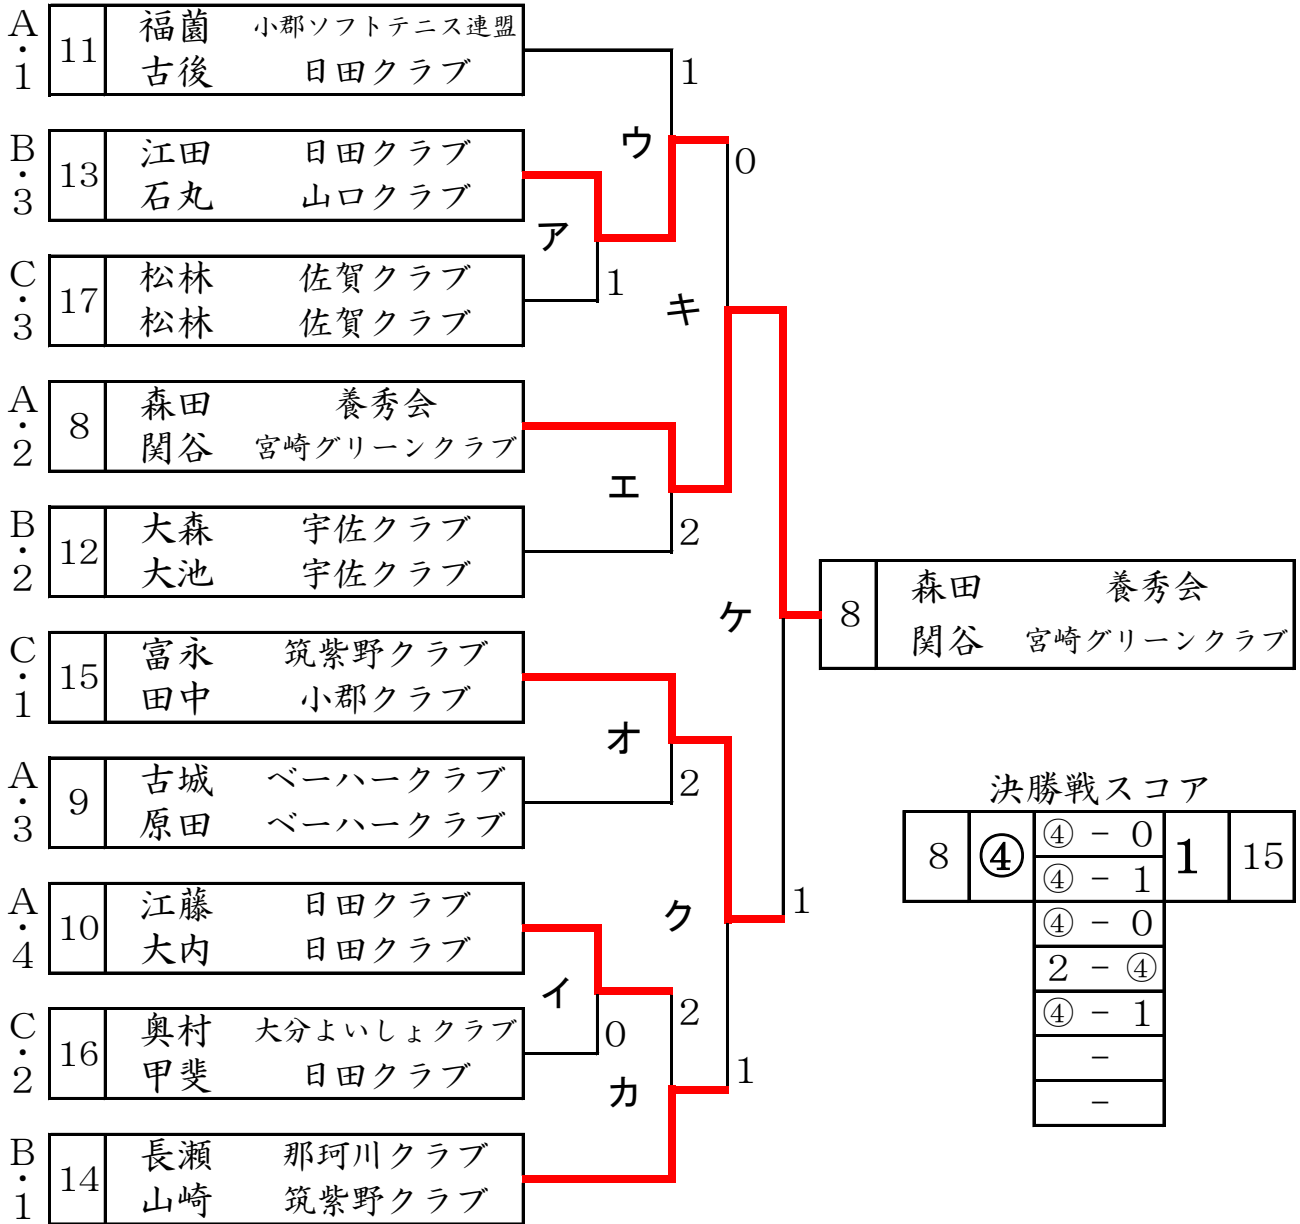 A・1 11 福薗 小郡ソフトテニス連盟
古後 日田クラブ
1
B・3 13 江田 日田クラブ
石丸 山口クラブ
ウ
0
ア
C・3 17 松林 佐賀クラブ
松林 佐賀クラブ
1
キ
A・2 8 森田 養秀会
関谷 宮崎グリーンクラブ
エ
2
B・2 12 大森 宇佐クラブ
大池 宇佐クラブ
ケ
8 森田 養秀会
関谷 宮崎グリーンクラブ
C・1 15 富永 筑紫野クラブ
田中 小郡クラブ
オ
2
A・3 9 古城 ベーハークラブ
原田 ベーハークラブ
決勝戦スコア
8 ④ ④ - 0 1 15
④ - 1
④ - 0
2 - ④
④ - 1
-
-
A・4 10 江藤 日田クラブ
大内 日田クラブ
ク
1
イ
2
0
C・2 16 奥村 大分よいしょクラブ
甲斐 日田クラブ
カ
1
B・1 14 長瀬 那珂川クラブ
山崎 筑紫野クラブ